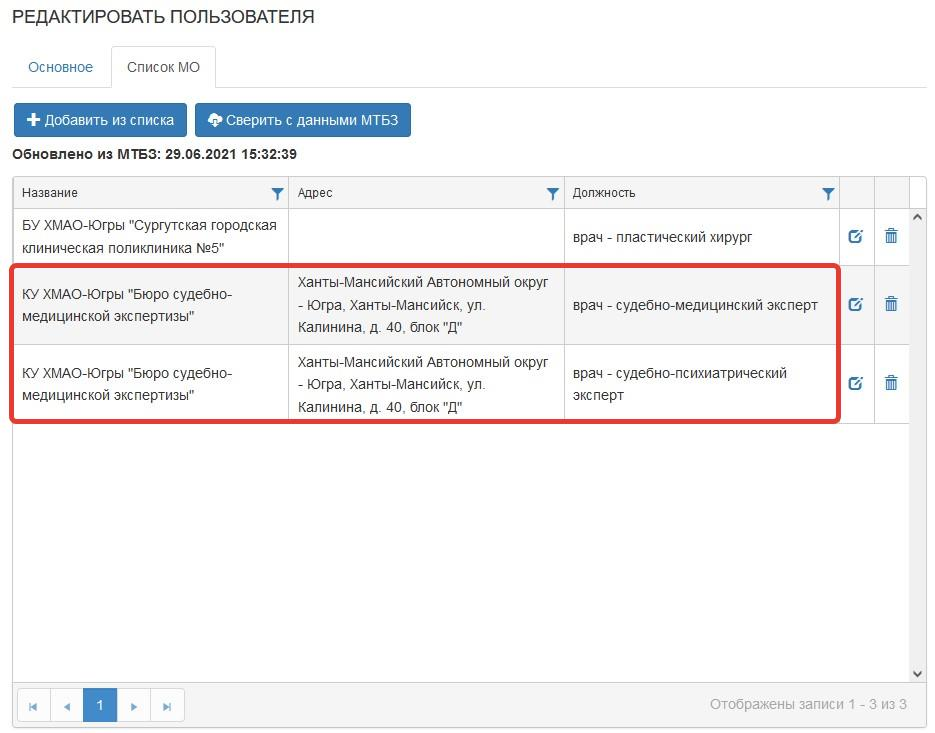 РЕДАКТИРОВАТЬ ПОЛЬЗОВАТЕЛЯ
Основное
Список МО
Добавить из списка
Сверить с данными МТБЗ
Обновлено из МТБЗ: 29.06.2021 15:32:39
Название
Адрес
Должность
БУ ХМАО-Югры "Сургутская городская
клиническая поликлиника №5"
врач - пластический хирург
КУ ХМАО-Югры "Бюро судебно-
медицинской экспертизы"
Ханты-Мансийский Автономный округ
- Югра, Ханты-Мансийск, ул.
Калинина, д. 40, блок "Д"
врач - судебно-медицинский эксперт
КУ ХМАО-Югры "Бюро судебно-
медицинской экспертизы"
Ханты-Мансийский Автономный округ
- Югра, Ханты-Мансийск, ул.
Калинина, д. 40, блок "Д"
врач - судебно-психиатрический
эксперт
1
Отображены записи 1 - 3 из 3